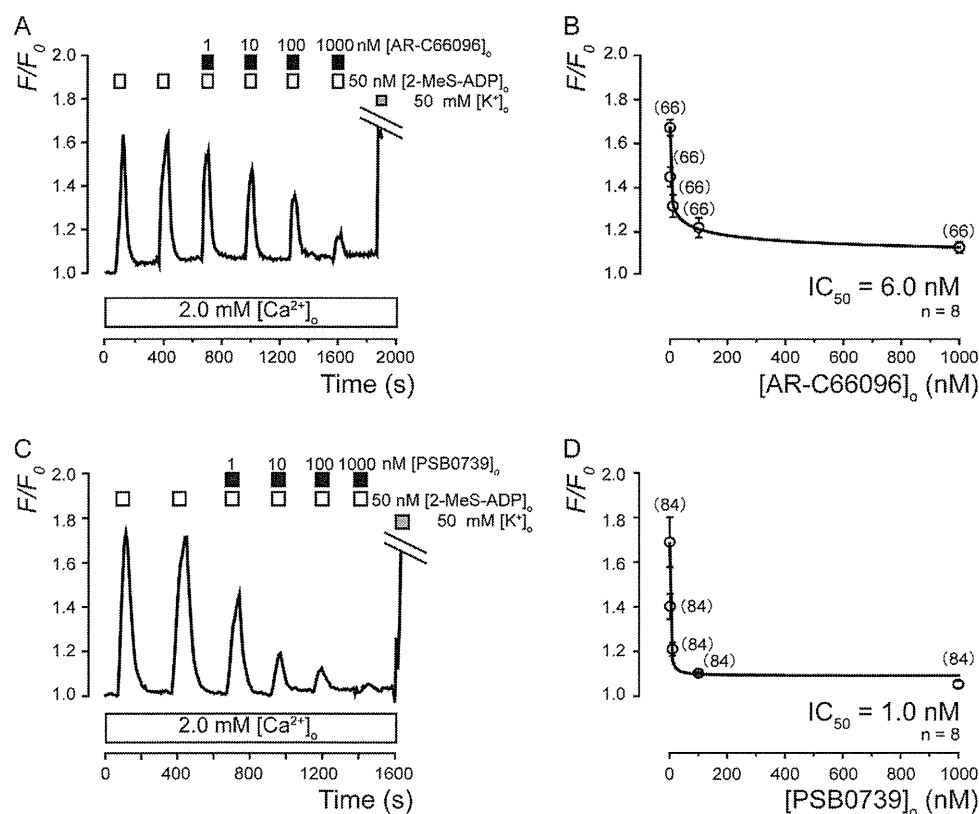 A
F/F₀
1 10 100 1000 nM [AR-C66096]ₒ
50 nM [2-MeS-ADP]ₒ
50 mM [K⁺]ₒ
2.0
1.8
1.6
1.4
1.2
1.0
2.0 mM [Ca²⁺]ₒ
0 400 800 1200 1600 2000
Time (s)
B
F/F₀
2.0
1.8
1.6
1.4
1.2
1.0
(66)
(66)
(66)
(66)
(66)
IC₅₀ = 6.0 nM
n = 8
0 200 400 600 800 1000
[AR-C66096]ₒ (nM)
C
F/F₀
1 10 100 1000 nM [PSB0739]ₒ
50 nM [2-MeS-ADP]ₒ
50 mM [K⁺]ₒ
2.0
1.8
1.6
1.4
1.2
1.0
2.0 mM [Ca²⁺]ₒ
0 400 800 1200 1600
Time (s)
D
F/F₀
2.0
1.8
1.6
1.4
1.2
1.0
(84)
(84)
(84)
(84)
(84)
IC₅₀ = 1.0 nM
n = 8
0 200 400 600 800 1000
[PSB0739]ₒ (nM)